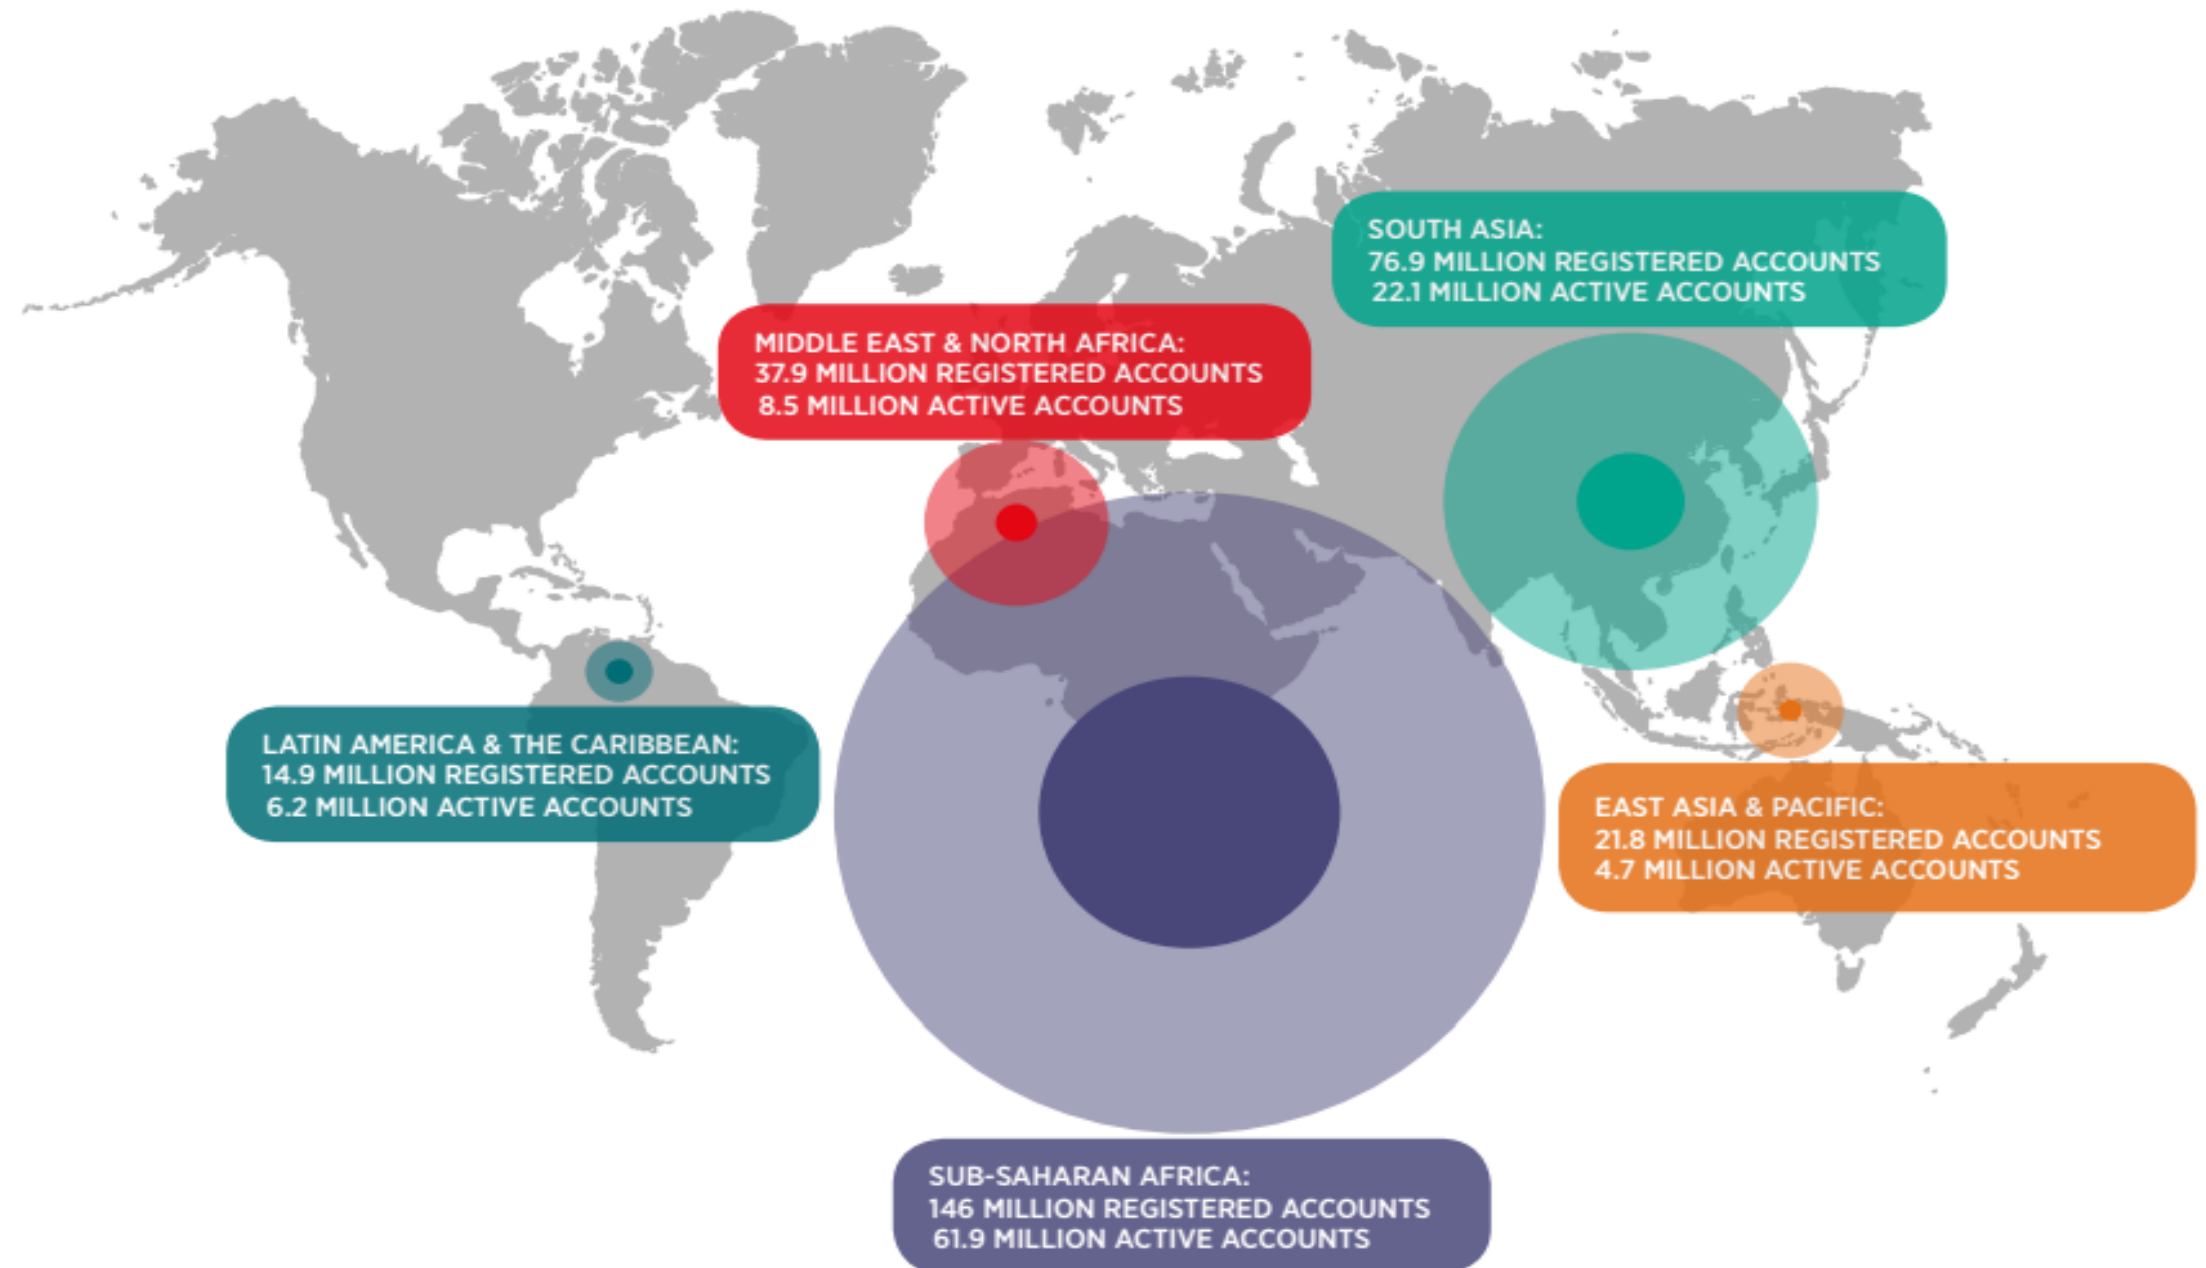 SOUTH ASIA:
76.9 MILLION REGISTERED ACCOUNTS
22.1 MILLION ACTIVE ACCOUNTS
MIDDLE EAST & NORTH AFRICA:
37.9 MILLION REGISTERED ACCOUNTS
8.5 MILLION ACTIVE ACCOUNTS
LATIN AMERICA & THE CARIBBEAN:
14.9 MILLION REGISTERED ACCOUNTS
6.2 MILLION ACTIVE ACCOUNTS
EAST ASIA & PACIFIC:
21.8 MILLION REGISTERED ACCOUNTS
4.7 MILLION ACTIVE ACCOUNTS
SUB-SAHARAN AFRICA:
146 MILLION REGISTERED ACCOUNTS
61.9 MILLION ACTIVE ACCOUNTS